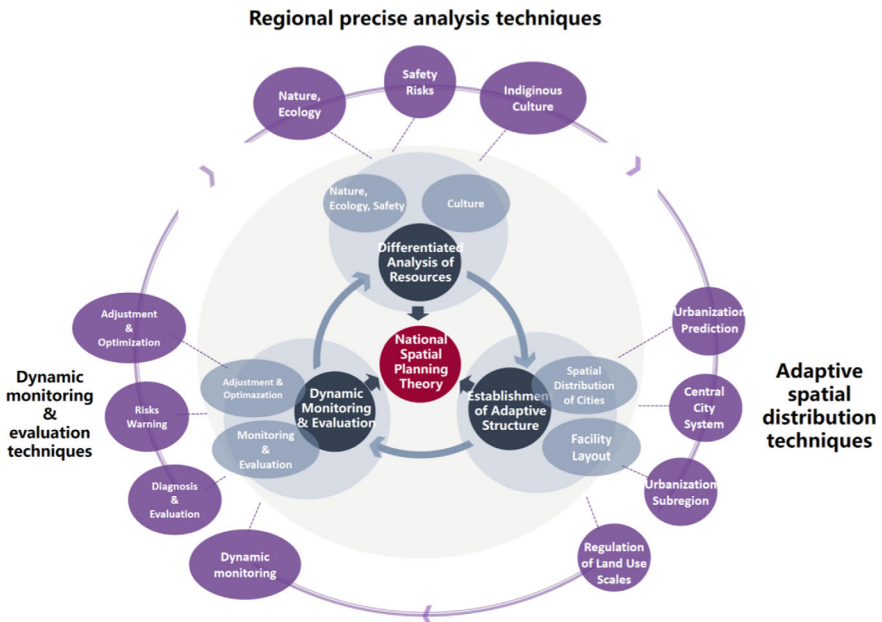 Regional precise analysis techniques
Nature,
Ecology
Safety
Risks
Indiginous
Culture
Nature,
Ecology, Safety
Culture
Differentiated
Analysis of
Resources
National
Spatial
Planning
Theory
Adjustment
&
Optimization
Risks
Warning
Diagnosis
&
Evaluation
Dynamic
monitoring
Dynamic
monitoring
&
evaluation techniques
Adjustment &
Optimazation
Monitoring
&
Evaluation
Dynamic
Monitoring
& Evaluation
Establishment
of Adaptive
Structure
Spatial
Distribution
of Cities
Facility
Layout
Urbanization
Prediction
Central
City
System
Urbanization
Subregion
Regulation
of Land Use
Scales
Adaptive
spatial
distribution
techniques